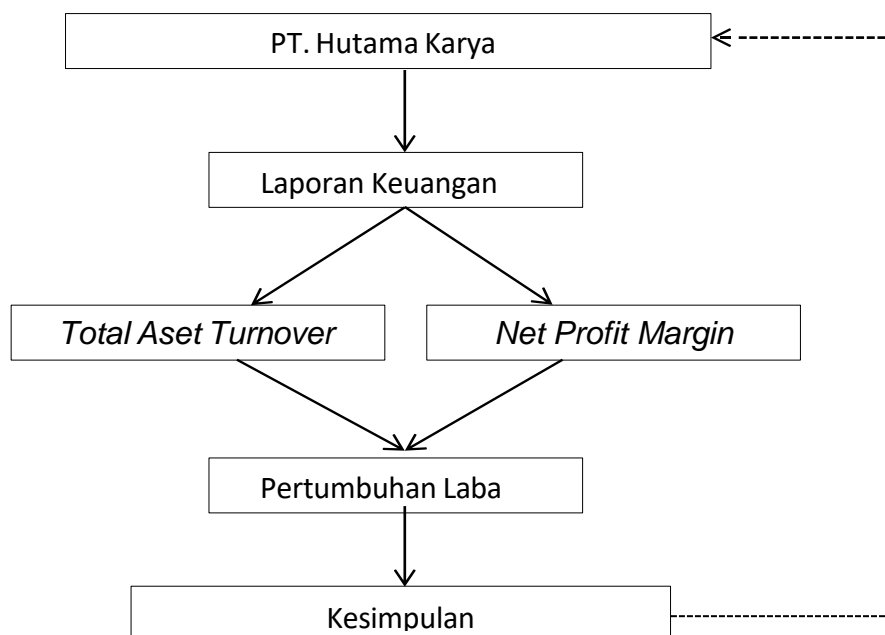 PT. Hutama Karya
Laporan Keuangan
Total Aset Turnover
Net Profit Margin
Pertumbuhan Laba
Kesimpulan